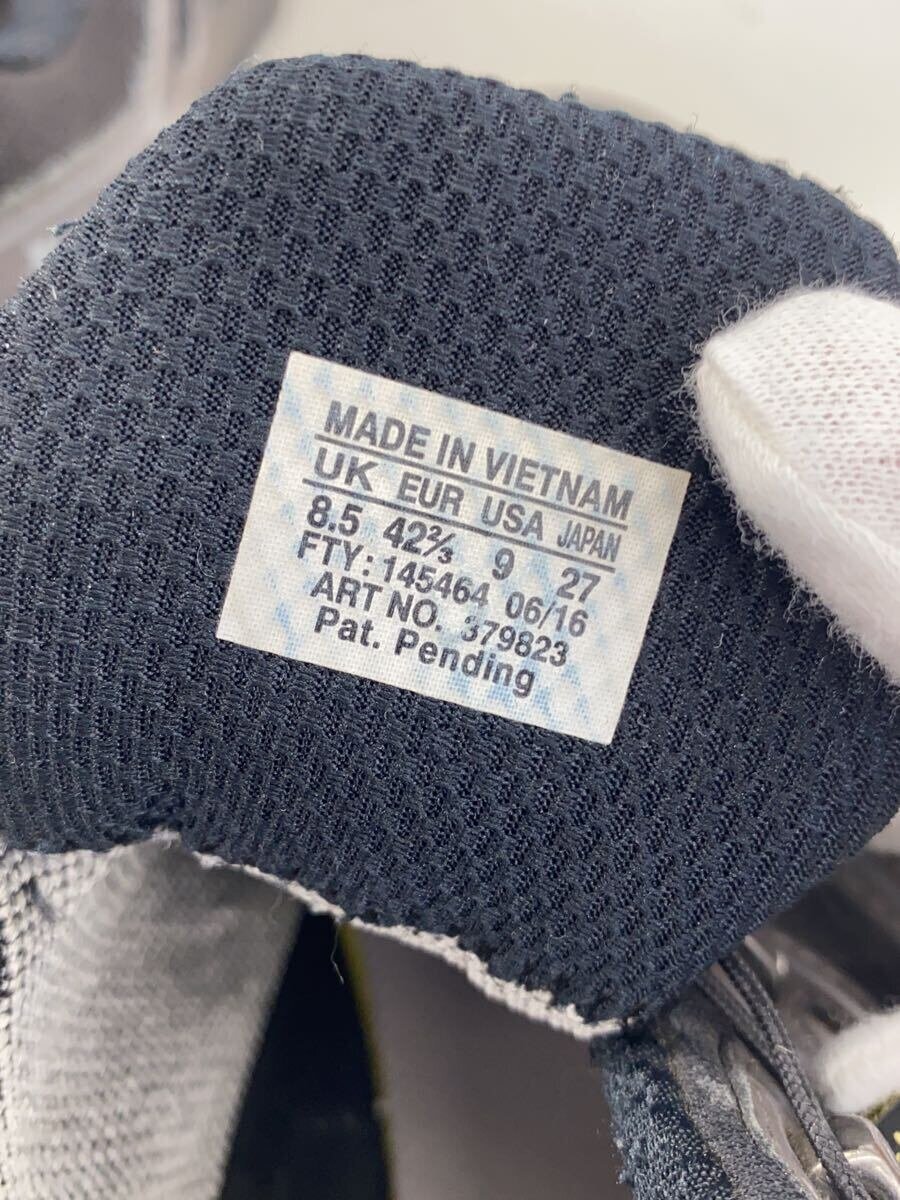 MADE IN VIETNAM
UK EUR USA JAPAN
8.5 42⅔ 9 27
FTY: 145464 06/16
ART NO. 379823
Pat. Pending